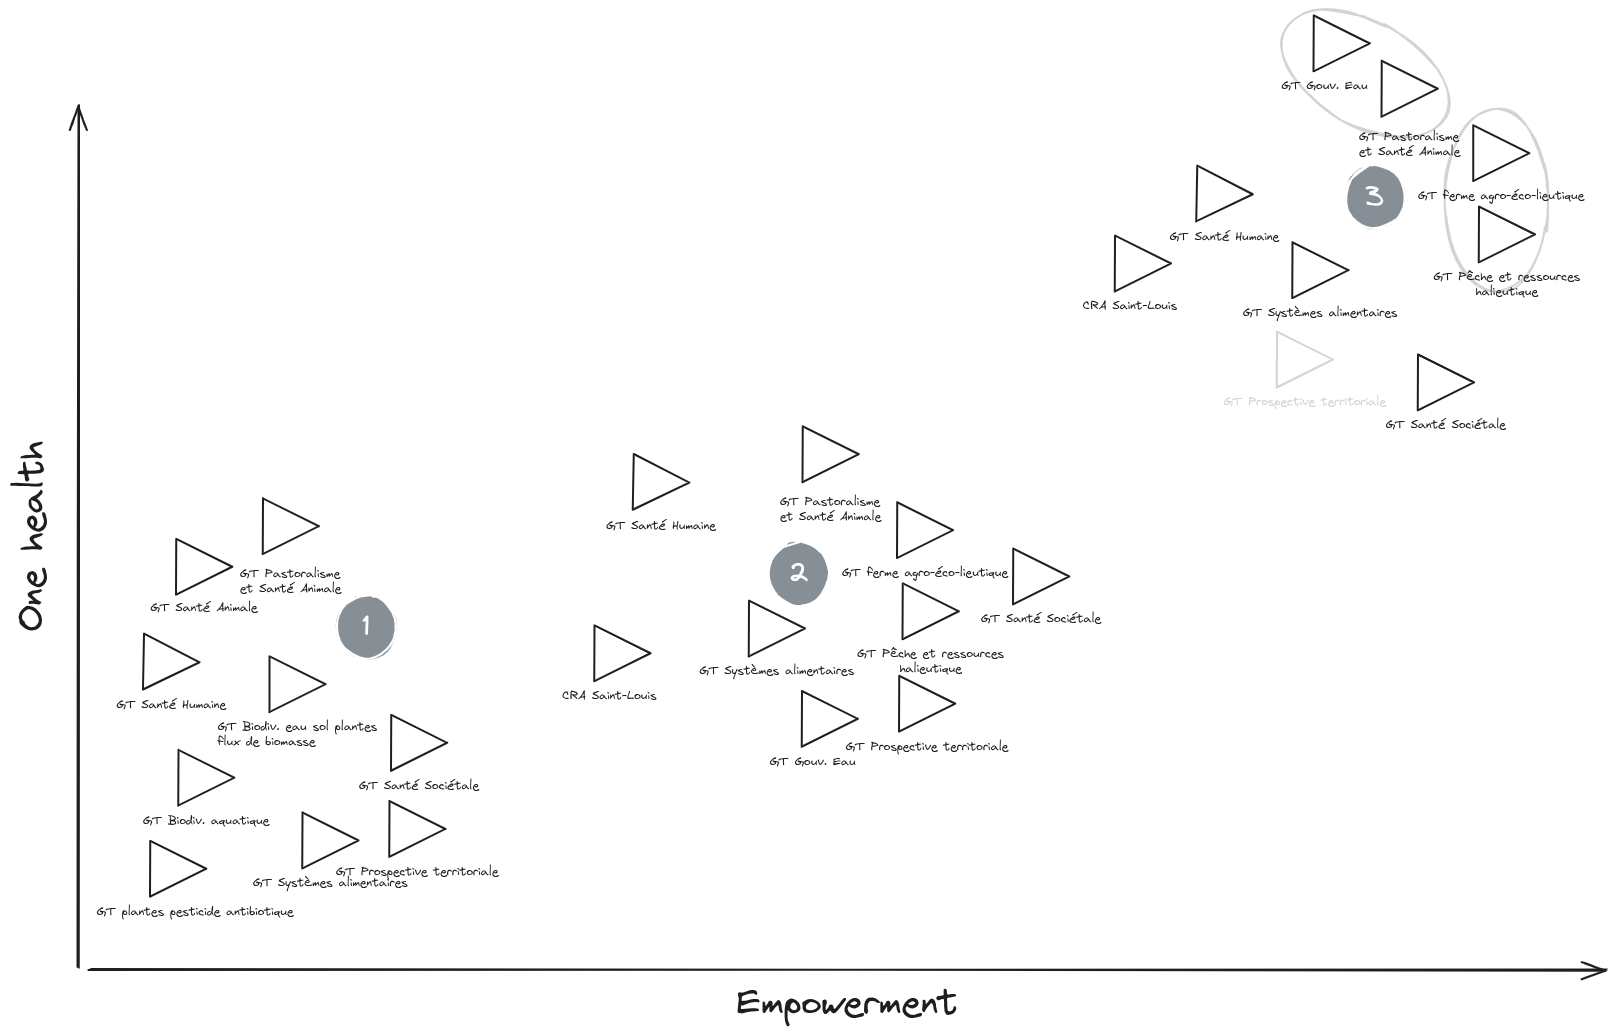 GT Gouv. Eau
GT Pastoralisme
et Santé Animale
GT ferme agro-éco-lieutique
3
GT Santé Humaine
GT Pêche et ressources
halieutique
CRA Saint-Louis
GT Systèmes alimentaires
GT Prospective territoriale
GT Santé Sociétale
One health
GT Santé Humaine
GT Pastoralisme
et Santé Animale
2
GT ferme agro-éco-lieutique
GT Santé Sociétale
GT Pêche et ressources
halieutique
GT Systèmes alimentaires
CRA Saint-Louis
GT Prospective territoriale
GT Gouv. Eau
GT Pastoralisme
et Santé Animale
GT Santé Animale
1
GT Santé Humaine
GT Biodiv. eau sol plantes
flux de biomasse
GT Santé Sociétale
GT Biodiv. aquatique
GT Prospective territoriale
GT Systèmes alimentaires
GT plantes pesticide antibiotique
Empowerment